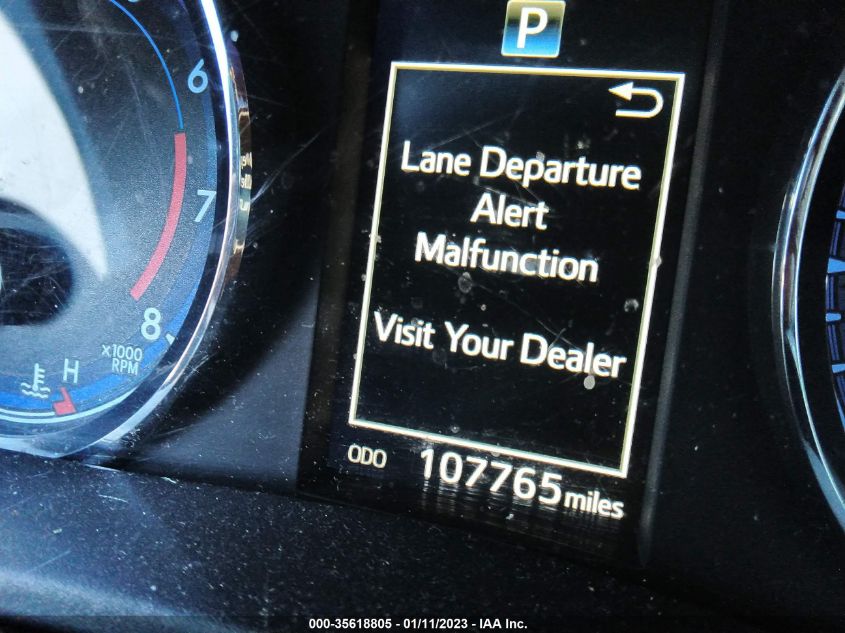 P
Lane Departure
Alert
Malfunction
Visit Your Dealer
ODO 107765 miles
6
7
8
x1000
RPM
H
000-35618805 - 01/11/2023 - IAA Inc.